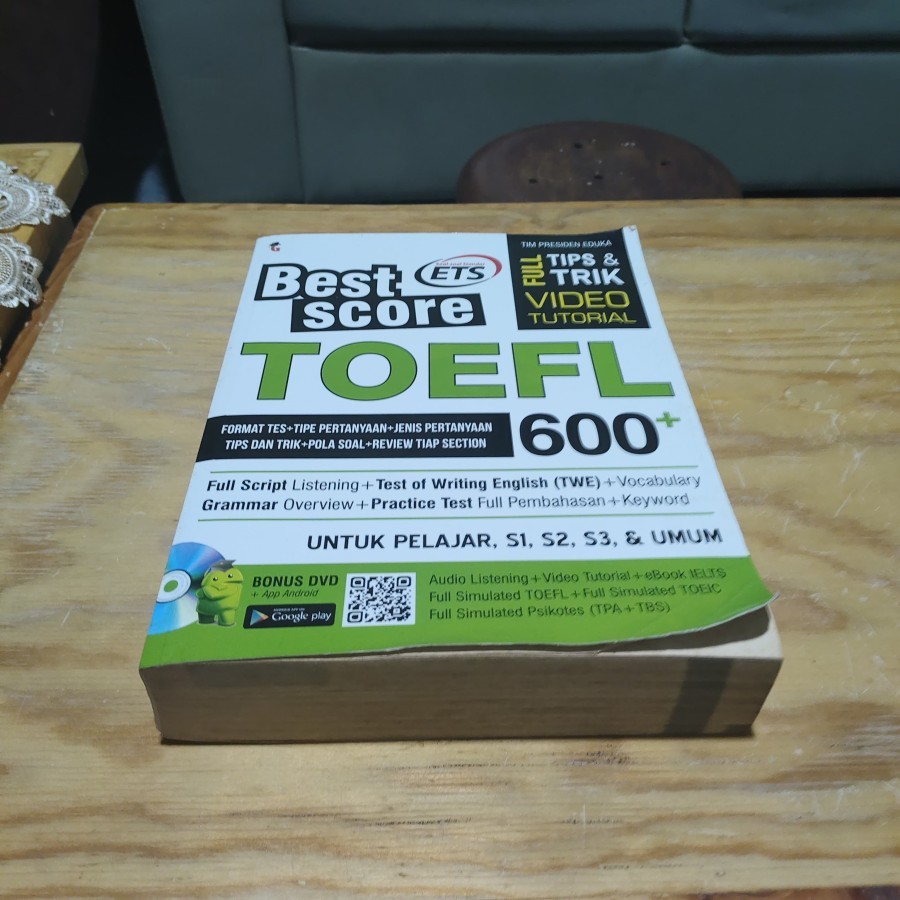 TIM PRESIDEN EDUKA
FULL TIPS & TRIK
VIDEO TUTORIAL
ETS
Best score
TOEFL
600+
FORMAT TES+TIPE PERTANYAAN+JENIS PERTANYAAN
TIPS DAN TRIK+POLA SOAL+REVIEW TIAP SECTION
Full Script Listening+Test of Writing English (TWE)+Vocabulary
Grammar Overview+Practice Test Full Pembahasan+Keyword
UNTUK PELAJAR, S1, S2, S3, & UMUM
BONUS DVD
+ App Android
Google play
Audio Listening+Video Tutorial+eBook IELTS
Full Simulated TOEFL+Full Simulated TOEIC
Full Simulated Psikotes (TPA+TBS)